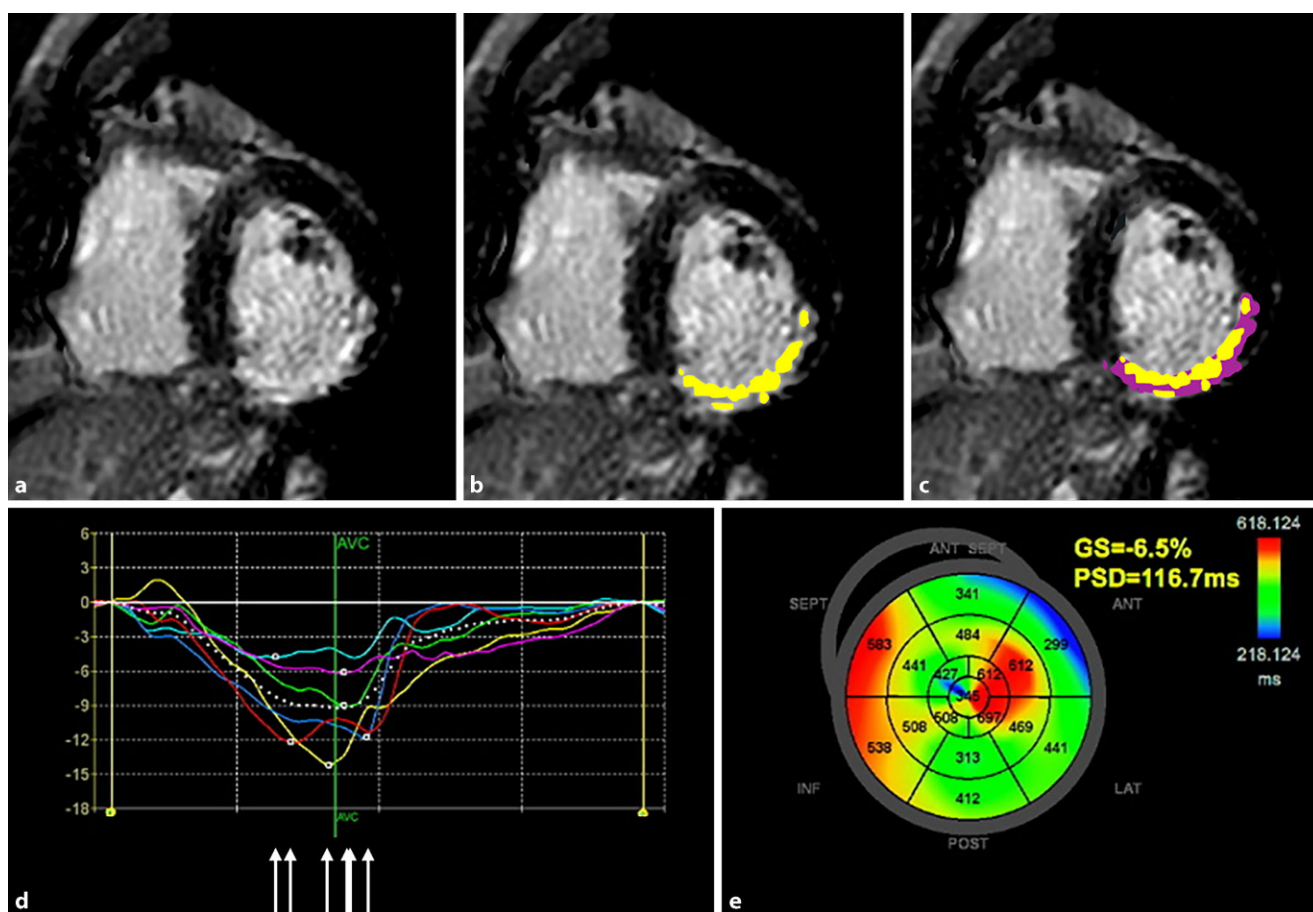 a
b
c
6
3
0
-3
-6
-9
-12
-15
-18
AVC
AVC
d
ANT SEPT
SEPT
ANT
INF
LAT
POST
GS=-6.5%
PSD=116.7ms
618.124
218.124
ms
341
583
299
484
441
612
427
612
345
508
697
508
469
538
441
313
412
e